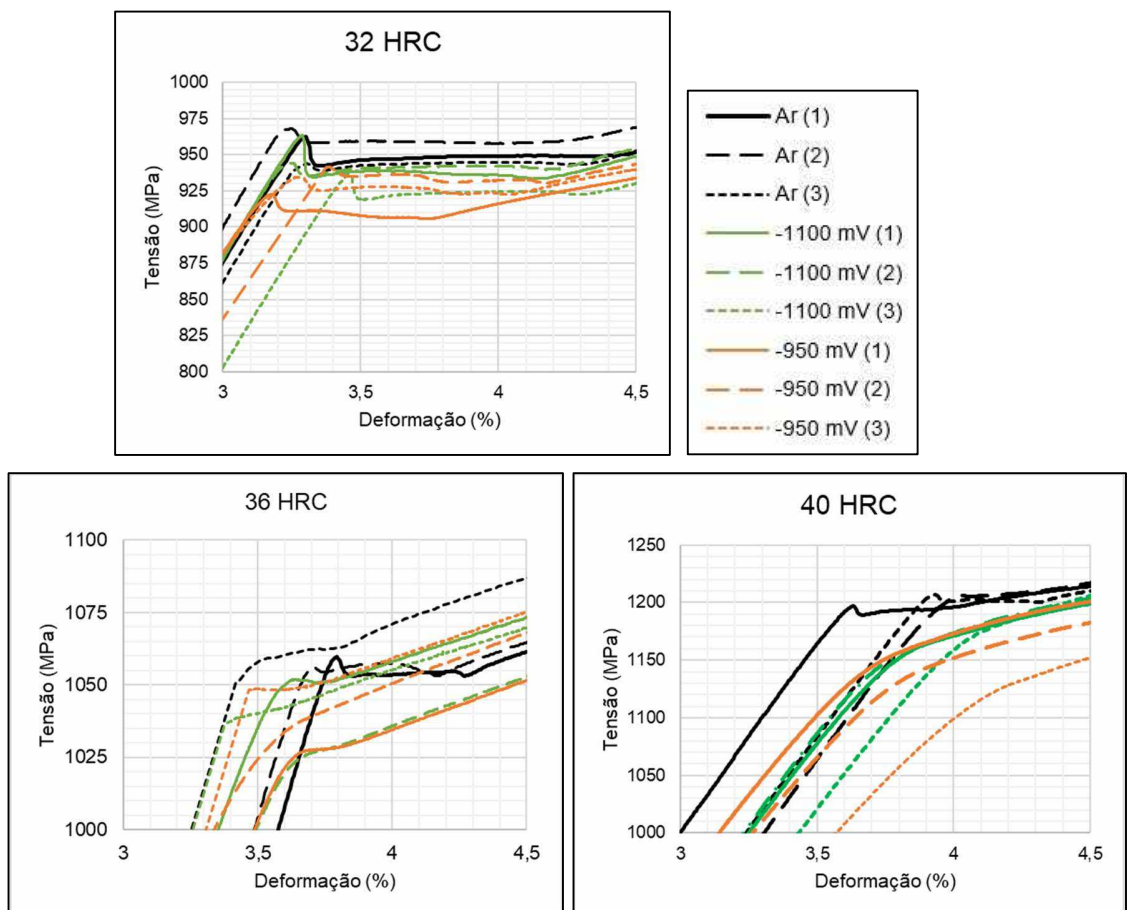 32 HRC
Tensão (MPa)
1000
975
950
925
900
875
850
825
800
3
3,5
4
4,5
Deformação (%)
Ar (1)
Ar (2)
Ar (3)
-1100 mV (1)
-1100 mV (2)
-1100 mV (3)
-950 mV (1)
-950 mV (2)
-950 mV (3)
36 HRC
Tensão (MPa)
1100
1075
1050
1025
1000
3
3,5
4
4,5
Deformação (%)
40 HRC
Tensão (MPa)
1250
1200
1150
1100
1050
1000
3
3,5
4
4,5
Deformação (%)